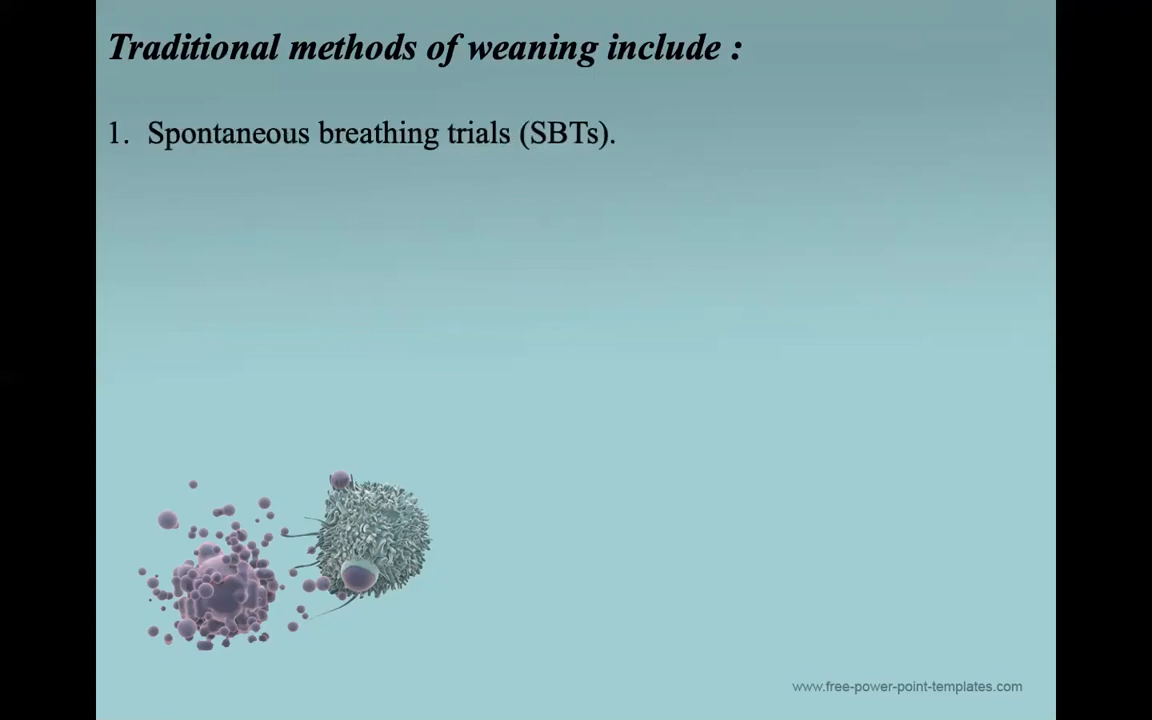 Traditional methods of weaning include :
1. Spontaneous breathing trials (SBTs).
www.free-power-point-templates.com